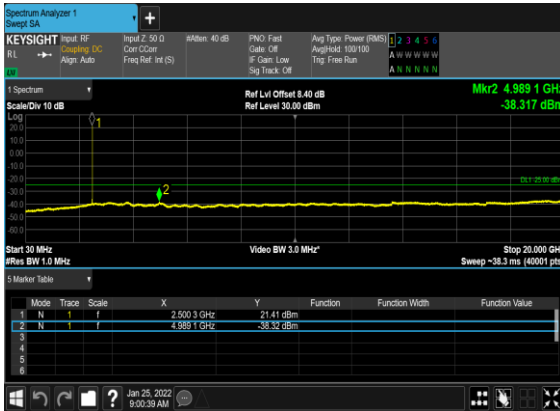 Spectrum Analyzer 1
Swept SA
+
KEYSIGHT
RL
Input: RF
Coupling: DC
Align: Auto
Input Z: 50 Ω
Corr CCorr
Freq Ref: Int (S)
#Atten: 40 dB
PNO: Fast
Gate: Off
IF Gain: Low
Sig Track: Off
Avg Type: Power (RMS)
Avg|Hold: 100/100
Trig: Free Run
1 2 3 4 5 6
A W W W W W
A N N N N N
1 Spectrum
Scale/Div 10 dB
Ref Lvl Offset 8.40 dB
Ref Level 30.00 dBm
Mkr2 4.989 1 GHz
-38.317 dBm
Log
20.0
10.0
0.00
-10.0
-20.0
-30.0
-40.0
-50.0
-60.0
1
2
DL1 -25.00 dBm
Start 30 MHz
#Res BW 1.0 MHz
Video BW 3.0 MHz*
Stop 20.000 GHz
Sweep ~38.3 ms (40001 pts)
5 Marker Table
Mode Trace Scale X Y Function Function Width Function Value
1 N 1 f 2.500 3 GHz 21.41 dBm
2 N 1 f 4.989 1 GHz -38.32 dBm
3
4
5
6
?
Jan 25, 2022
9:00:39 AM